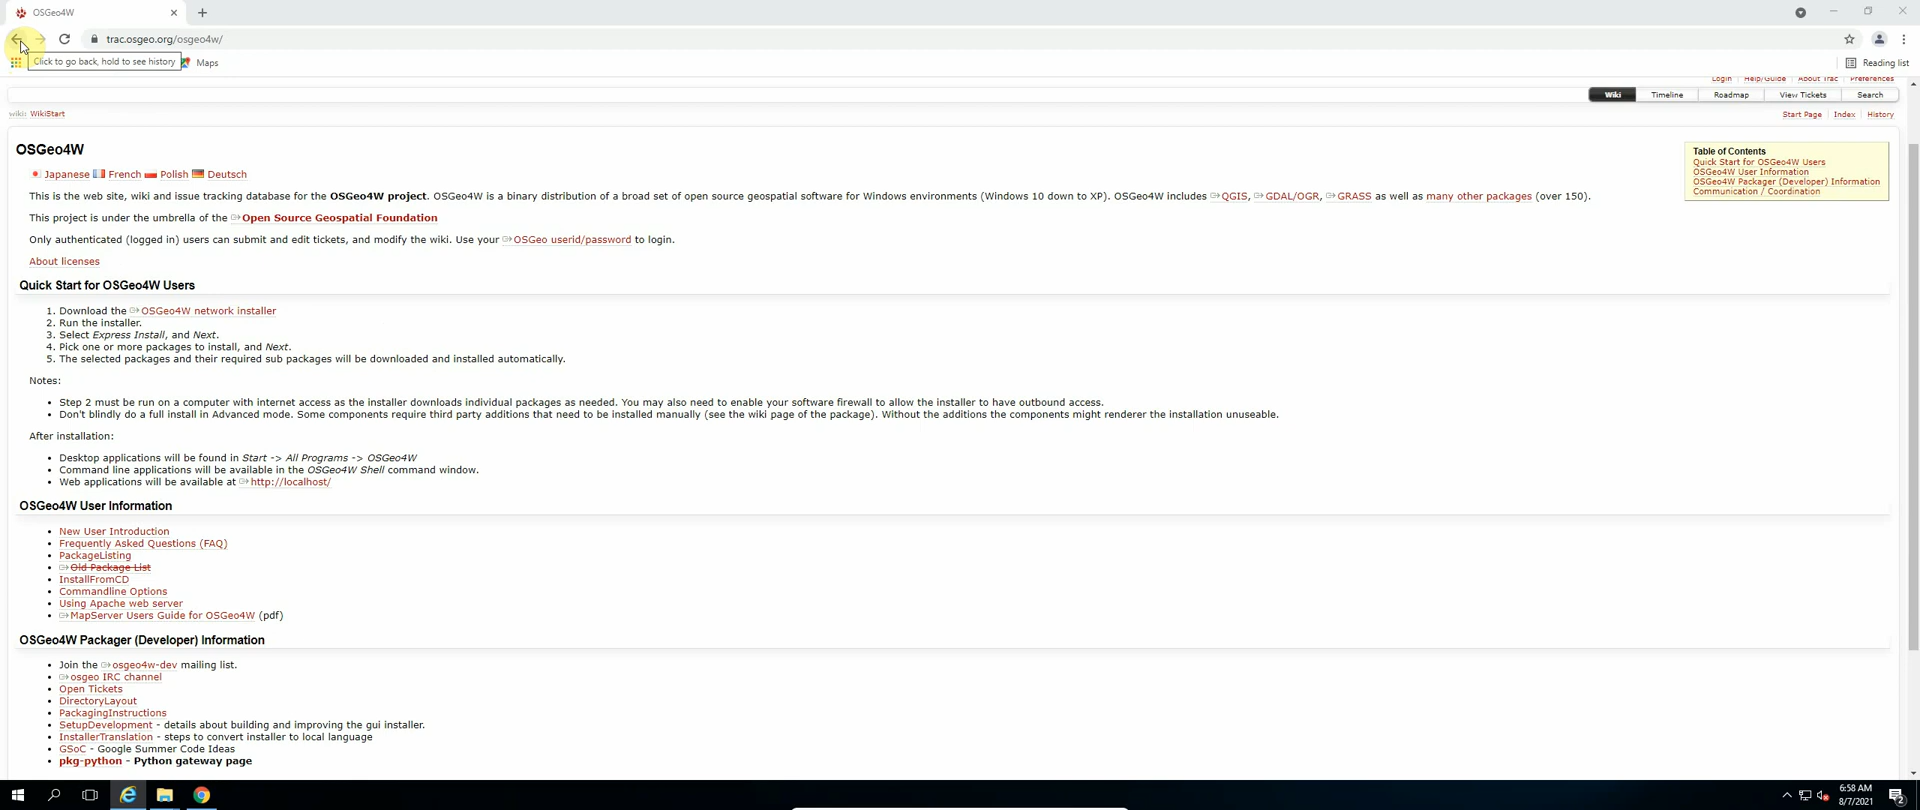 OSGeo4W
trac.osgeo.org/osgeo4w/
Click to go back, hold to see history
Maps
Reading list
Login | Help/Guide | About Trac | Preferences
Wiki
Timeline
Roadmap
View Tickets
Search
wiki: WikiStart
Start Page | Index | History
OSGeo4W
Japanese French Polish Deutsch
This is the web site, wiki and issue tracking database for the OSGeo4W project. OSGeo4W is a binary distribution of a broad set of open source geospatial software for Windows environments (Windows 10 down to XP). OSGeo4W includes QGIS, GDAL/OGR, GRASS as well as many other packages (over 150).
This project is under the umbrella of the Open Source Geospatial Foundation
Only authenticated (logged in) users can submit and edit tickets, and modify the wiki. Use your OSGeo userid/password to login.
About licenses
Table of Contents
Quick Start for OSGeo4W Users
OSGeo4W User Information
OSGeo4W Packager (Developer) Information
Communication / Coordination
Quick Start for OSGeo4W Users
1. Download the OSGeo4W network installer
2. Run the installer.
3. Select Express Install, and Next.
4. Pick one or more packages to install, and Next.
5. The selected packages and their required sub packages will be downloaded and installed automatically.
Notes:
• Step 2 must be run on a computer with internet access as the installer downloads individual packages as needed. You may also need to enable your software firewall to allow the installer to have outbound access.
• Don't blindly do a full install in Advanced mode. Some components require third party additions that need to be installed manually (see the wiki page of the package). Without the additions the components might renderer the installation unuseable.
After installation:
• Desktop applications will be found in Start -> All Programs -> OSGeo4W
• Command line applications will be available in the OSGeo4W Shell command window.
• Web applications will be available at http://localhost/
OSGeo4W User Information
• New User Introduction
• Frequently Asked Questions (FAQ)
• PackageListing
• Old Package List
• InstallFromCD
• Commandline Options
• Using Apache web server
• MapServer Users Guide for OSGeo4W (pdf)
OSGeo4W Packager (Developer) Information
• Join the osgeo4w-dev mailing list.
• osgeo IRC channel
• Open Tickets
• DirectoryLayout
• PackagingInstructions
• SetupDevelopment - details about building and improving the gui installer.
• InstallerTranslation - steps to convert installer to local language
• GSoC - Google Summer Code Ideas
• pkg-python - Python gateway page
6:58 AM
8/7/2021
2